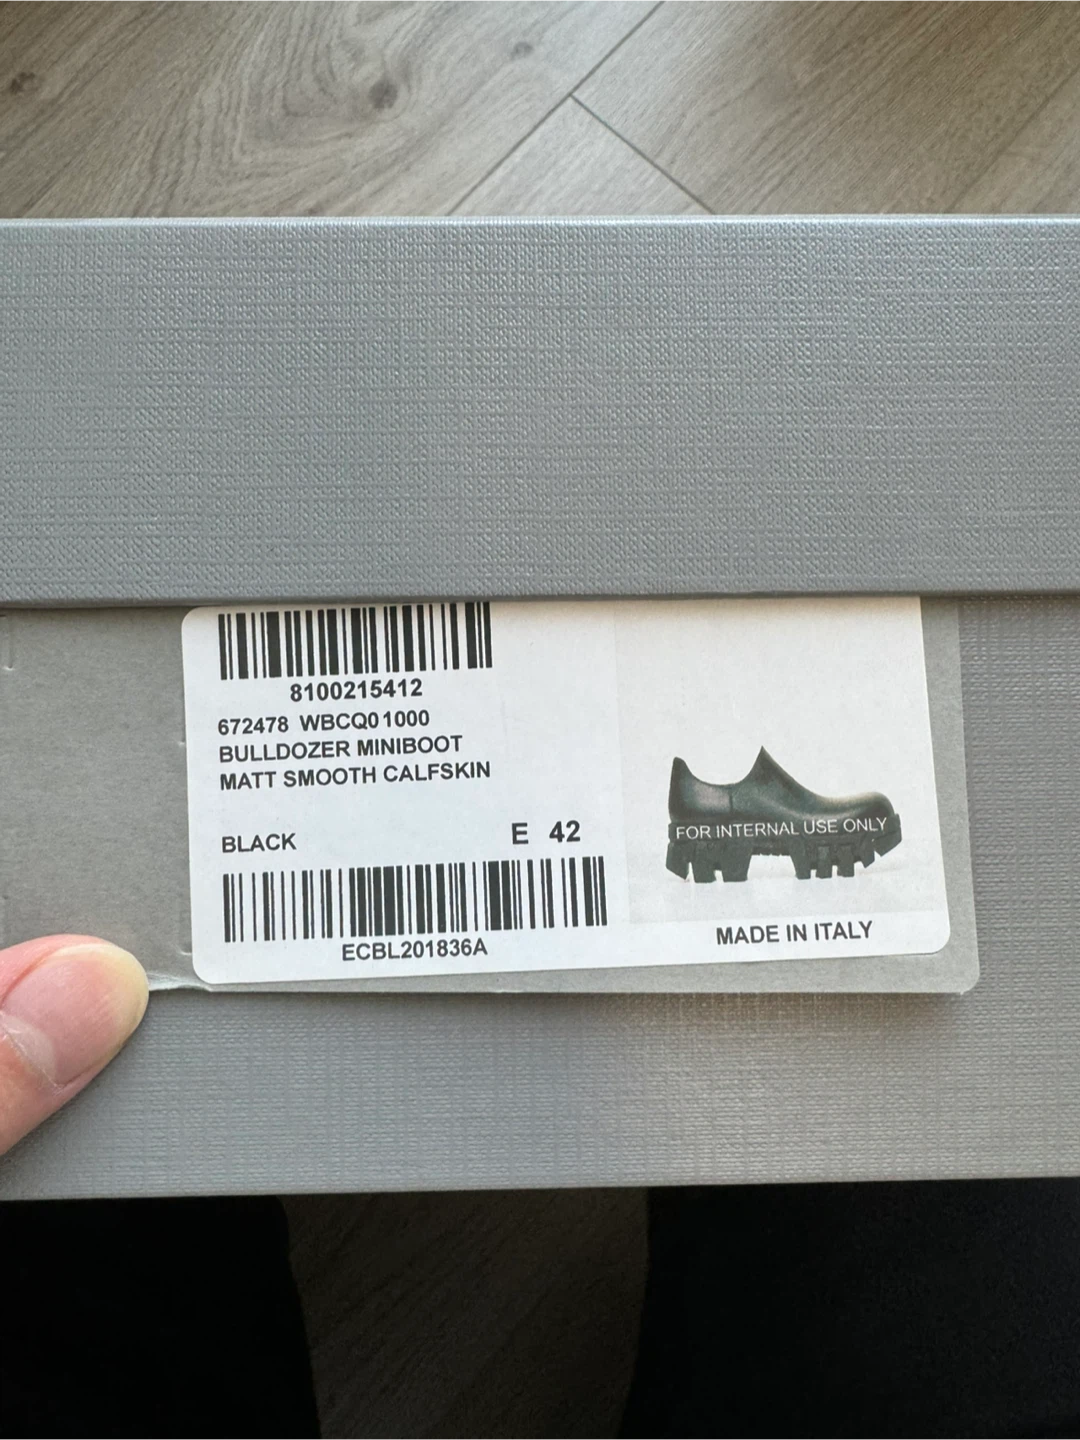 8100215412
672478 WBCQ01000
BULLDOZER MINIBOOT
MATT SMOOTH CALFSKIN
BLACK E 42
ECBL201836A
FOR INTERNAL USE ONLY
MADE IN ITALY